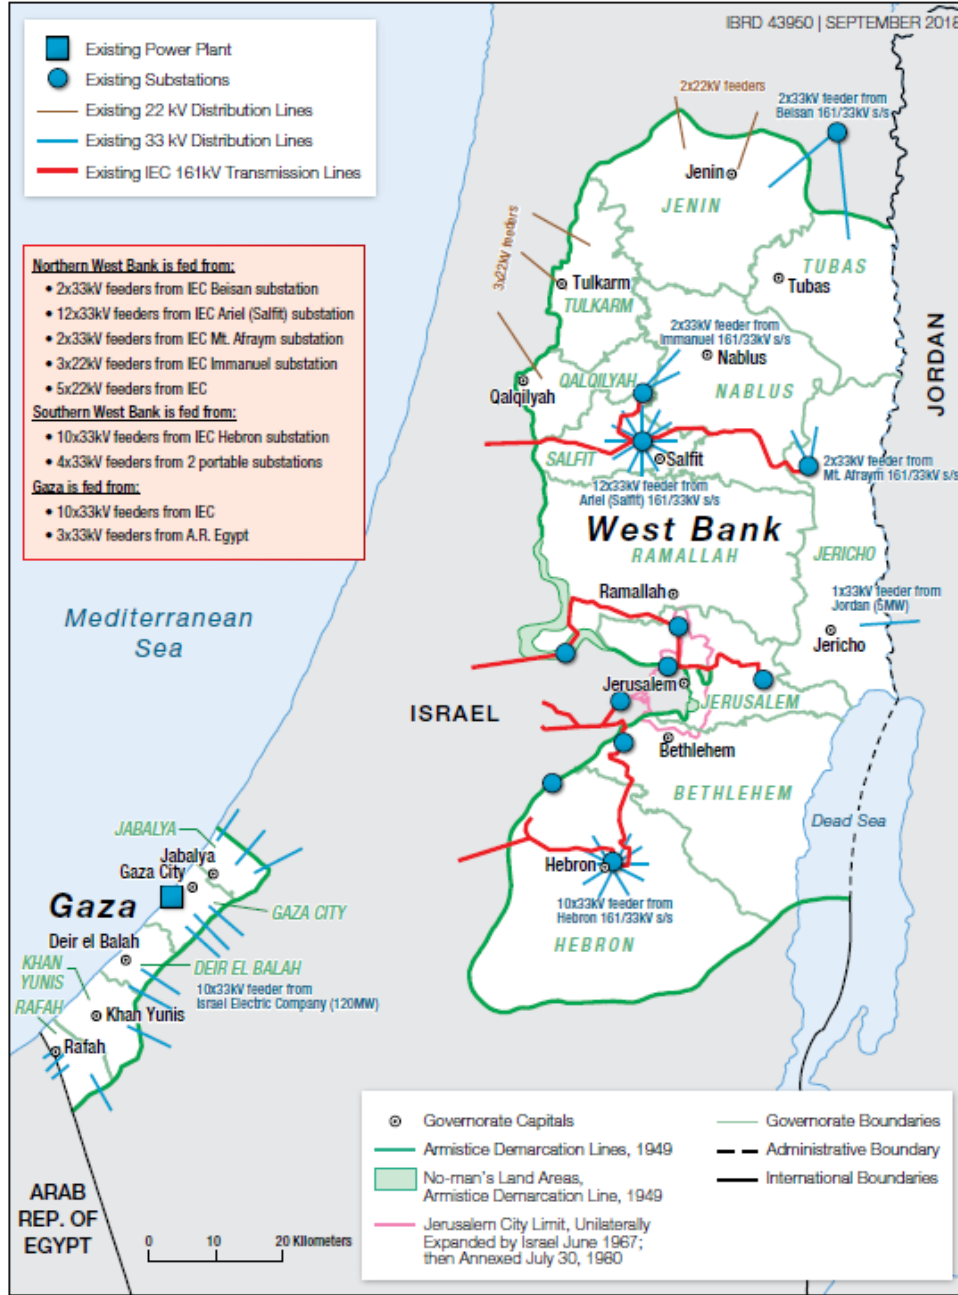 IBRD 43950 | SEPTEMBER 2018
Existing Power Plant
Existing Substations
Existing 22 kV Distribution Lines
Existing 33 kV Distribution Lines
Existing IEC 161kV Transmission Lines
Northern West Bank is fed from:
• 2x33kV feeders from IEC Beisan substation
• 12x33kV feeders from IEC Ariel (Salfit) substation
• 2x33kV feeders from IEC Mt. Afraym substation
• 3x22kV feeders from IEC Immanuel substation
• 5x22kV feeders from IEC
Southern West Bank is fed from:
• 10x33kV feeders from IEC Hebron substation
• 4x33kV feeders from 2 portable substations
Gaza is fed from:
• 10x33kV feeders from IEC
• 3x33kV feeders from A.R. Egypt
2x22kV feeders
2x33kV feeder from
Beisan 161/33kV s/s
Jenin
JENIN
3x22kV feeders
TUBAS
Tubas
Tulkarm
TULKARM
2x33kV feeder from
Immanuel 161/33kV s/s
Nablus
QALQILYAH
NABLUS
Qalqilyah
JORDAN
SALFIT
Salfit
2x33kV feeder from
Mt. Afraym 161/33kV s/s
12x33kV feeder from
Ariel (Salfit) 161/33kV s/s
West Bank
RAMALLAH
JERICHO
Ramallah
1x33kV feeder from
Jordan (5MW)
Jericho
Mediterranean
Sea
Jerusalem
JERUSALEM
ISRAEL
Bethlehem
BETHLEHEM
Dead Sea
Hebron
10x33kV feeder from
Hebron 161/33kV s/s
HEBRON
JABALYA
Jabalya
Gaza City
Gaza
GAZA CITY
Deir el Balah
DEIR EL BALAH
10x33kV feeder from
Israel Electric Company (120MW)
KHAN
YUNIS
Khan Yunis
RAFAH
Rafah
ARAB
REP. OF
EGYPT
0 10 20 Kilometers
Governorate Capitals
Armistice Demarcation Lines, 1949
No-man's Land Areas,
Armistice Demarcation Line, 1949
Jerusalem City Limit, Unilaterally
Expanded by Israel June 1967;
then Annexed July 30, 1980
Governorate Boundaries
Administrative Boundary
International Boundaries